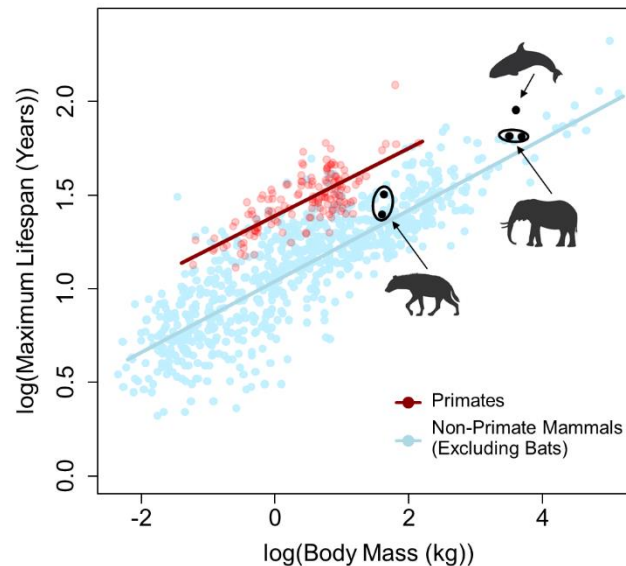 log(Maximum Lifespan (Years))
2.0
1.5
1.0
0.5
0.0
Primates
Non-Primate Mammals
(Excluding Bats)
-2
0
2
4
log(Body Mass (kg))